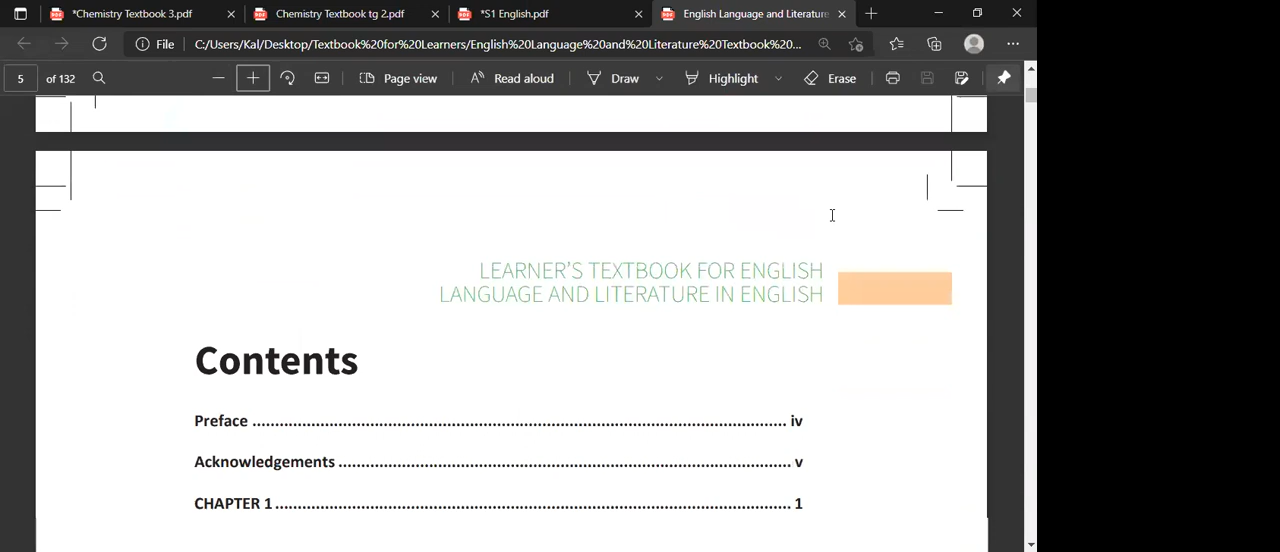 *Chemistry Textbook 3.pdf
Chemistry Textbook tg 2.pdf
*S1 English.pdf
English Language and Literature
File
C:/Users/Kal/Desktop/Textbook%20for%20Learners/English%20Language%20and%20Literature%20Textbook%20...
5 of 132
Page view
Read aloud
Draw
Highlight
Erase
LEARNER'S TEXTBOOK FOR ENGLISH
LANGUAGE AND LITERATURE IN ENGLISH
Contents
Preface ........................................................................................................................ iv
Acknowledgements .................................................................................................... v
CHAPTER 1 ................................................................................................................. 1